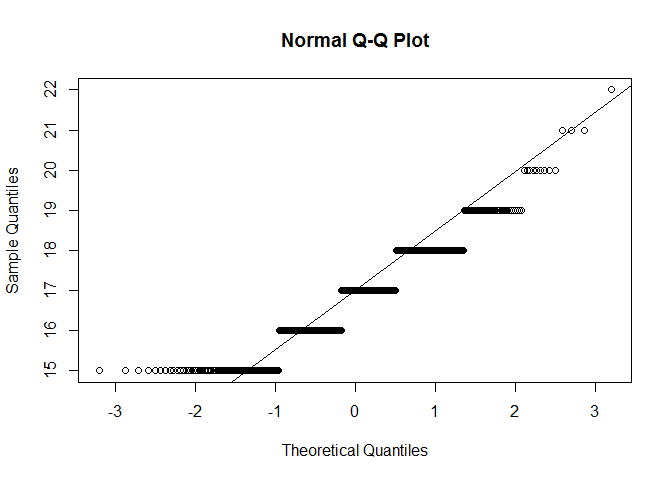 Normal Q-Q Plot
22
21
20
19
18
17
16
15
Sample Quantiles
-3 -2 -1 0 1 2 3
Theoretical Quantiles